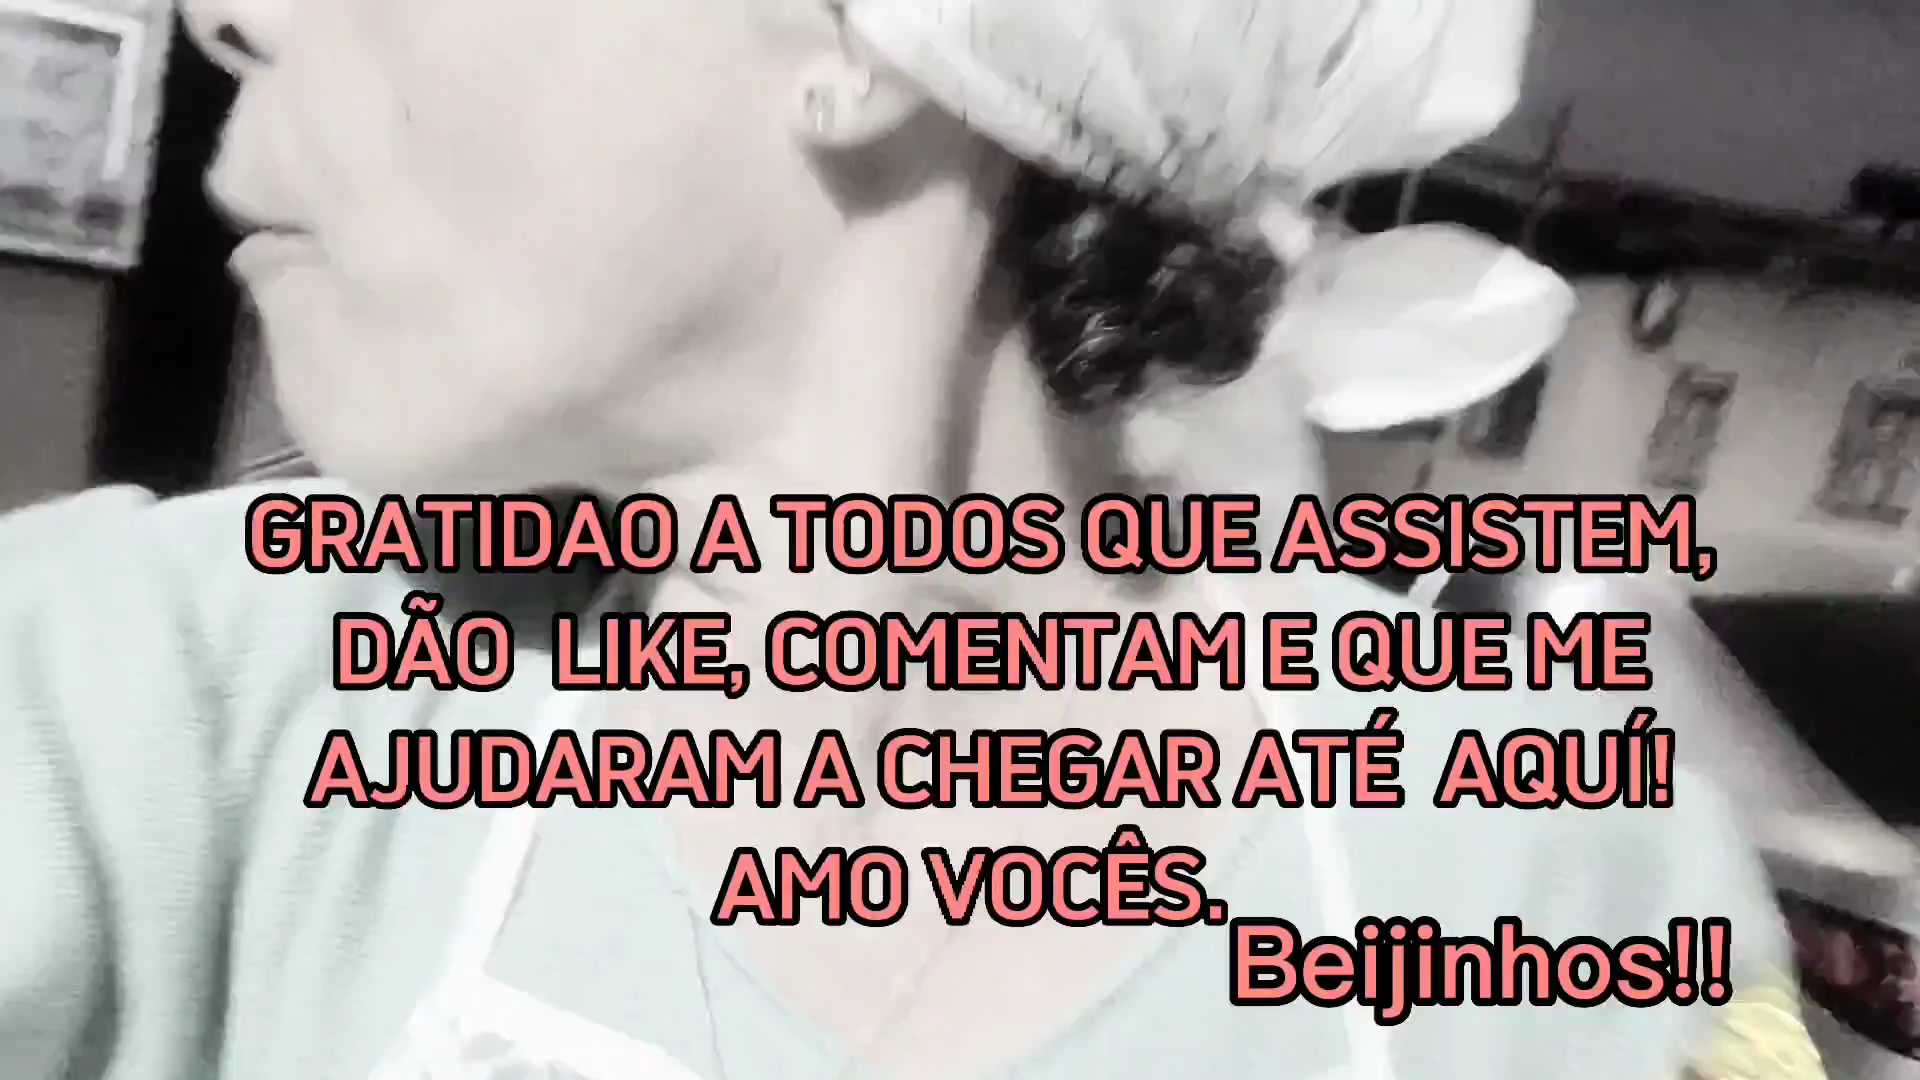 GRATIDAO A TODOS QUE ASSISTEM,
DÃO LIKE, COMENTAM E QUE ME
AJUDARAM A CHEGAR ATÉ AQUÍ!
AMO VOCÊS.
Beijinhos!!